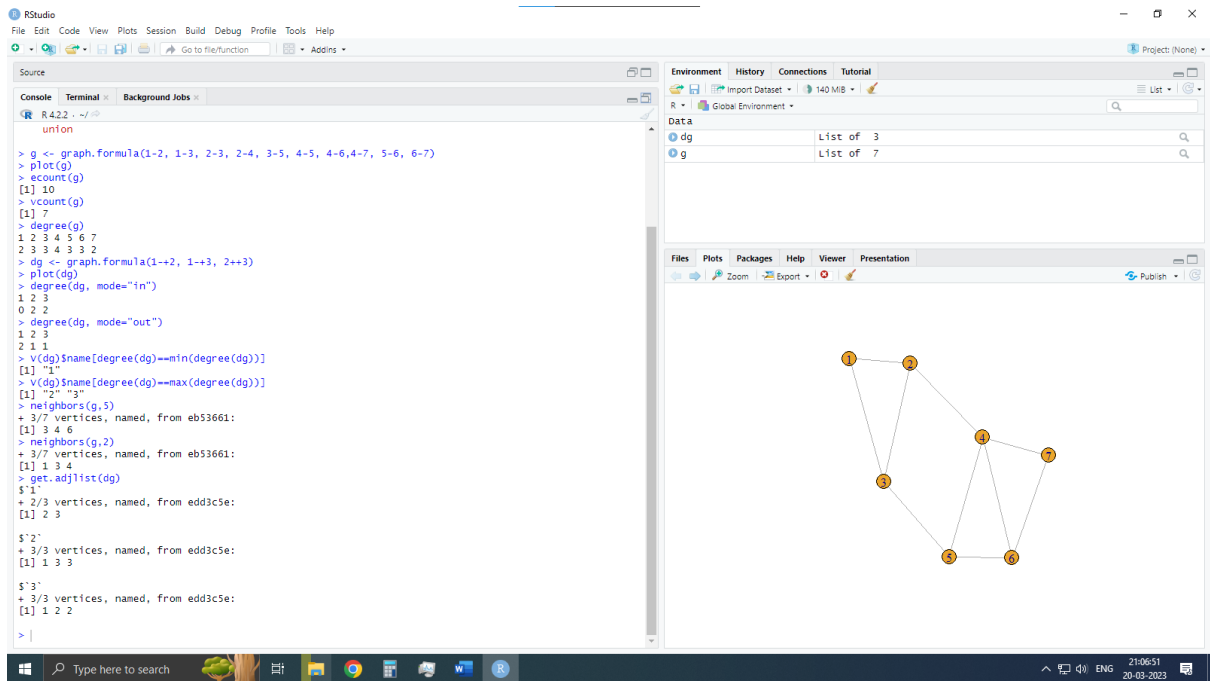 RStudio
File Edit Code View Plots Session Build Debug Profile Tools Help
Go to file/function Addins Project: (None)
Source
Console Terminal × Background Jobs ×
R 4.2.2 · ~/
union
> g <- graph.formula(1-2, 1-3, 2-3, 2-4, 3-5, 4-5, 4-6,4-7, 5-6, 6-7)
> plot(g)
> ecount(g)
[1] 10
> vcount(g)
[1] 7
> degree(g)
1 2 3 4 5 6 7
2 3 3 4 3 3 2
> dg <- graph.formula(1-+2, 1-+3, 2++3)
> plot(dg)
> degree(dg, mode="in")
1 2 3
0 2 2
> degree(dg, mode="out")
1 2 3
2 1 1
> V(dg)$name[degree(dg)==min(degree(dg))]
[1] "1"
> V(dg)$name[degree(dg)==max(degree(dg))]
[1] "2" "3"
> neighbors(g,5)
+ 3/7 vertices, named, from eb53661:
[1] 3 4 6
> neighbors(g,2)
+ 3/7 vertices, named, from eb53661:
[1] 1 3 4
> get.adjlist(dg)
$`1`
+ 2/3 vertices, named, from edd3c5e:
[1] 2 3
$`2`
+ 3/3 vertices, named, from edd3c5e:
[1] 1 3 3
$`3`
+ 3/3 vertices, named, from edd3c5e:
[1] 1 2 2
>
Environment History Connections Tutorial
Import Dataset 140 MiB List
R Global Environment
Data
dg List of 3
g List of 7
Files Plots Packages Help Viewer Presentation
Zoom Export Publish
1
2
4
7
3
5
6
Type here to search
ENG
21:06:51
20-03-2023